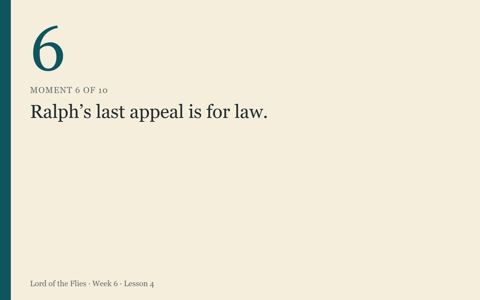 6
MOMENT 6 OF 10
Ralph’s last appeal is for law.
Lord of the Flies · Week 6 · Lesson 4